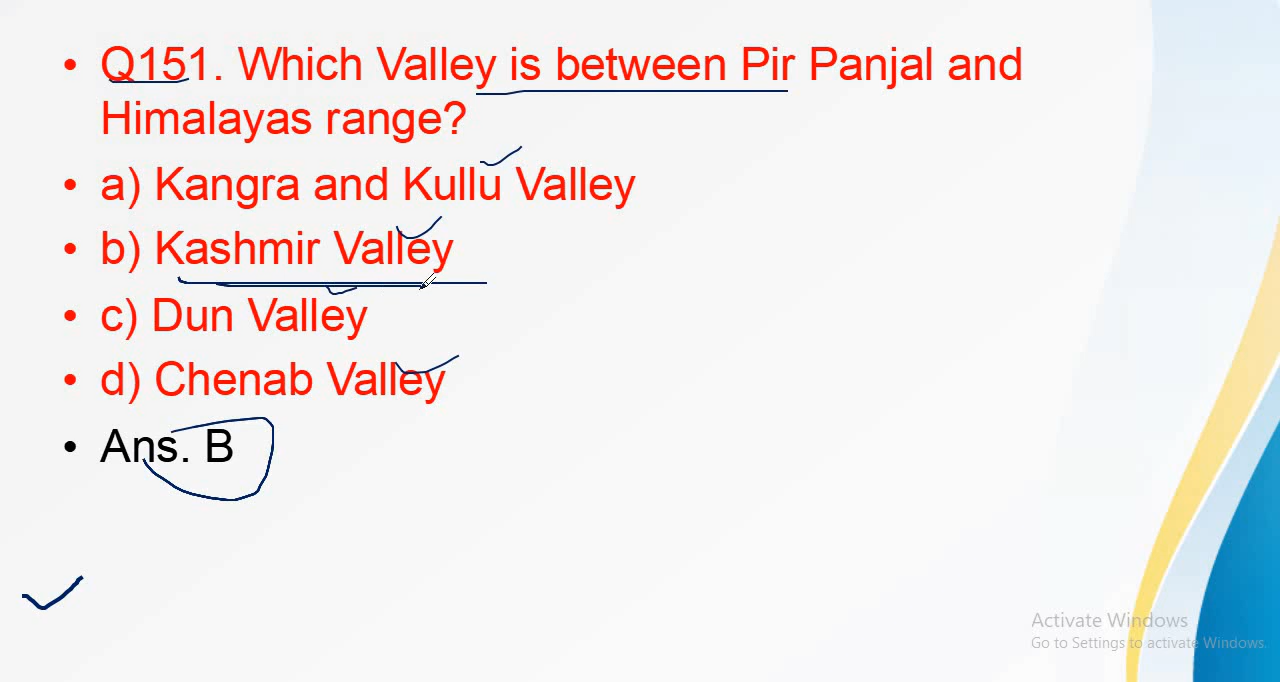 • Q151. Which Valley is between Pir Panjal and
Himalayas range?
• a) Kangra and Kullu Valley
• b) Kashmir Valley
• c) Dun Valley
• d) Chenab Valley
• Ans. B
Activate Windows
Go to Settings to activate Windows.